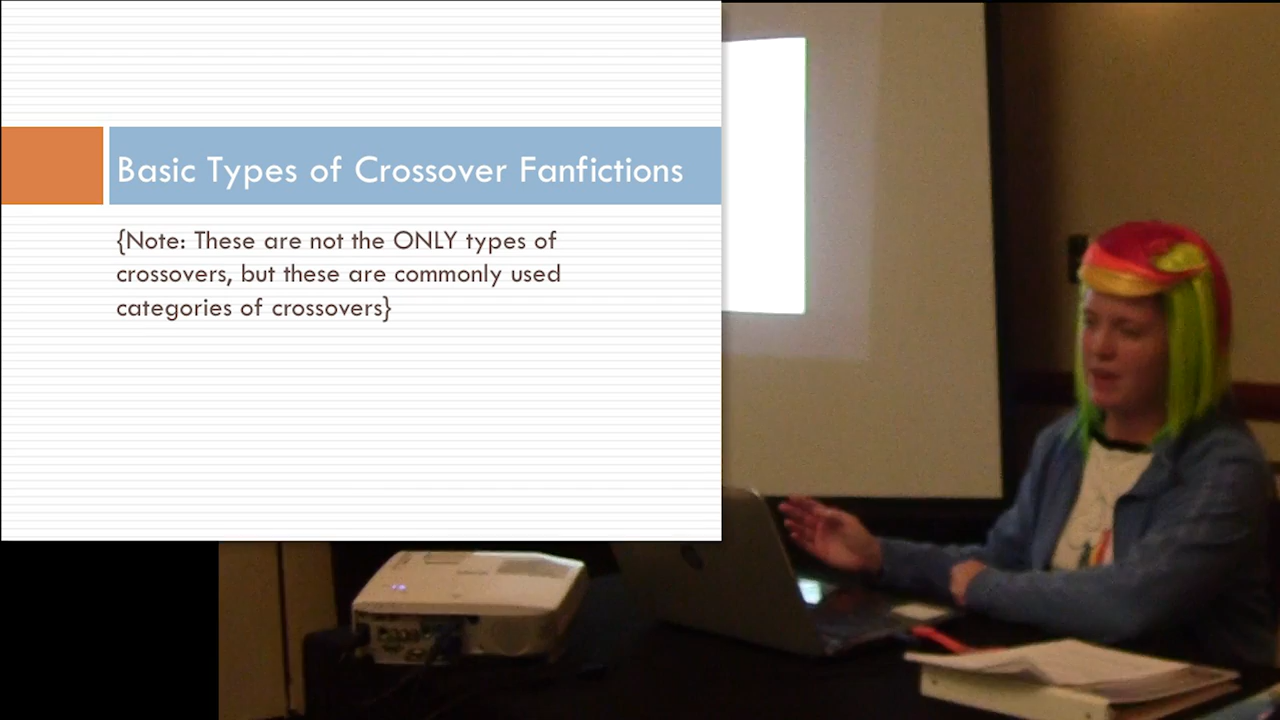 Basic Types of Crossover Fanfictions
{Note: These are not the ONLY types of
crossovers, but these are commonly used
categories of crossovers}